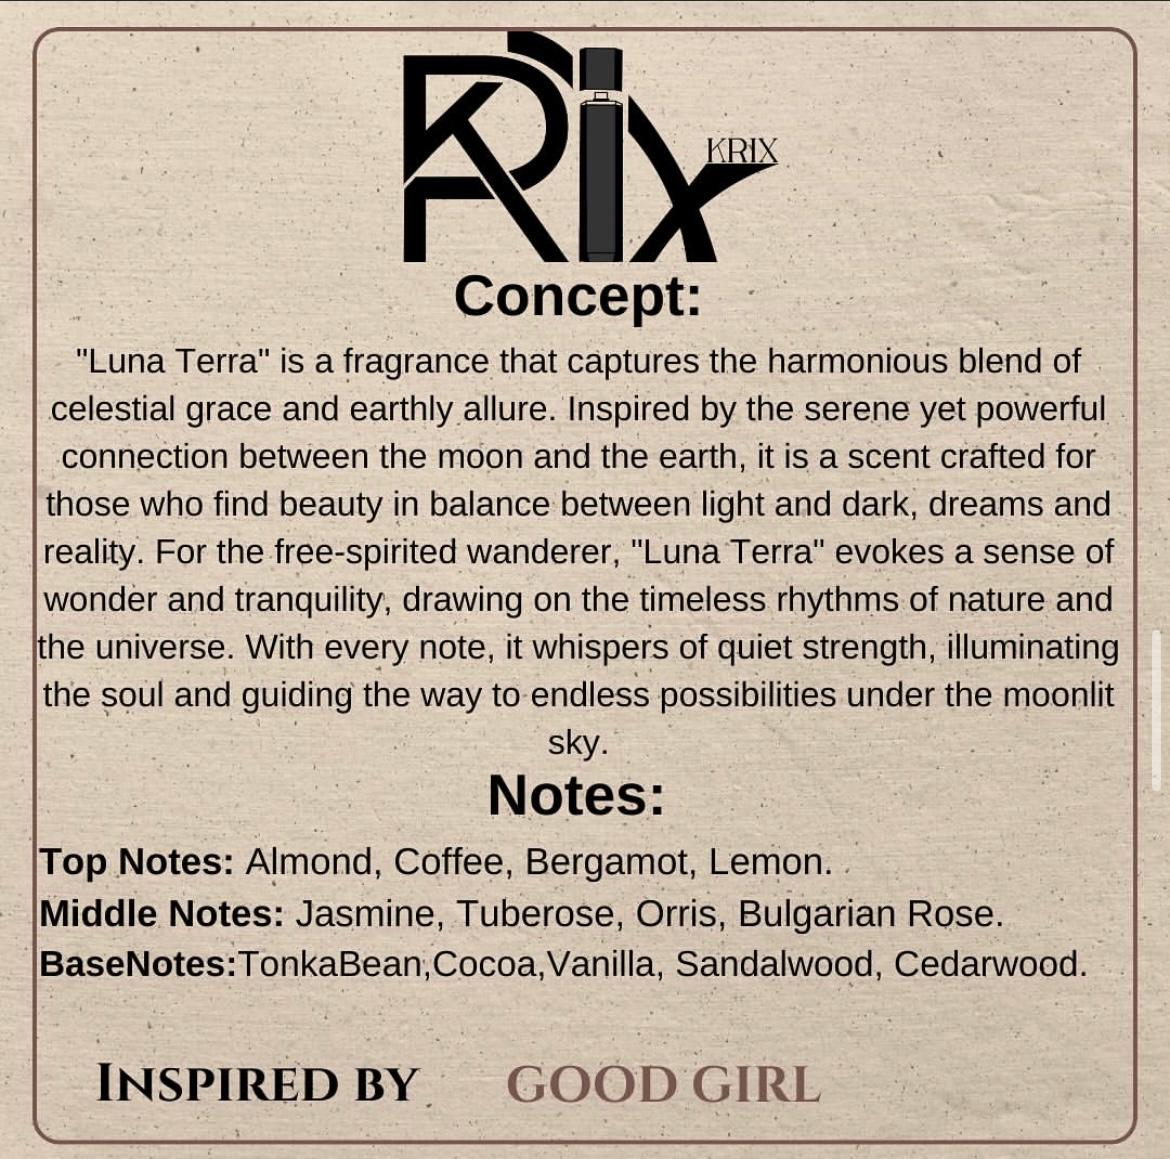 KRIX
KRIX
Concept:
"Luna Terra" is a fragrance that captures the harmonious blend of
celestial grace and earthly allure. Inspired by the serene yet powerful
connection between the moon and the earth, it is a scent crafted for
those who find beauty in balance between light and dark, dreams and
reality. For the free-spirited wanderer, "Luna Terra" evokes a sense of
wonder and tranquility, drawing on the timeless rhythms of nature and
the universe. With every note, it whispers of quiet strength, illuminating
the soul and guiding the way to endless possibilities under the moonlit
sky.
Notes:
Top Notes: Almond, Coffee, Bergamot, Lemon.
Middle Notes: Jasmine, Tuberose, Orris, Bulgarian Rose.
BaseNotes:TonkaBean,Cocoa,Vanilla, Sandalwood, Cedarwood.
INSPIRED BY GOOD GIRL